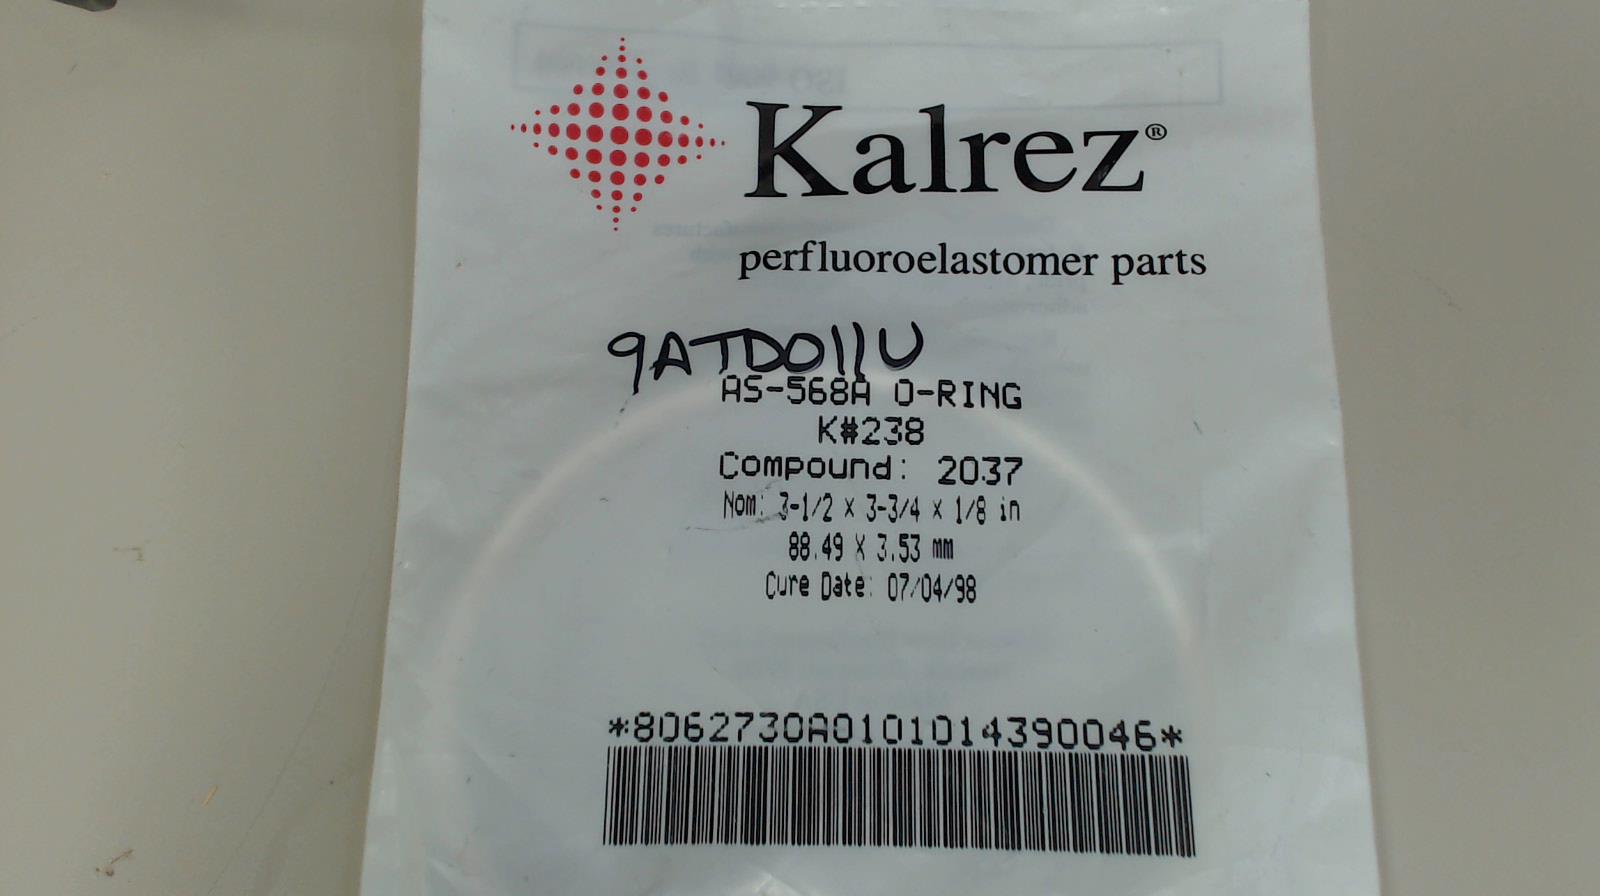 Kalrez®
perfluoroelastomer parts
9ATD011U
AS-568A O-RING
K#238
Compound: 2037
Nom: 3-1/2 x 3-3/4 x 1/8 in
88.49 X 3.53 mm
Cure Date: 07/04/98
*8062730A0101014390046*